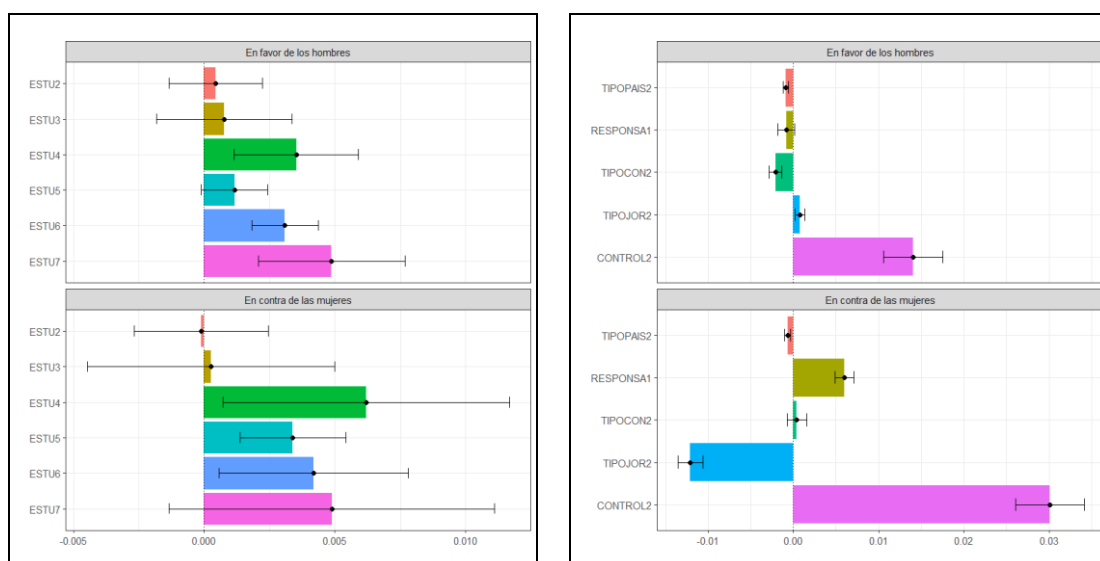 En favor de los hombres
ESTU2
ESTU3
ESTU4
ESTU5
ESTU6
ESTU7
En contra de las mujeres
ESTU2
ESTU3
ESTU4
ESTU5
ESTU6
ESTU7
-0.005 0.000 0.005 0.010
En favor de los hombres
TIPOPAIS2
RESPONSA1
TIPOCON2
TIPOJOR2
CONTROL2
En contra de las mujeres
TIPOPAIS2
RESPONSA1
TIPOCON2
TIPOJOR2
CONTROL2
-0.01 0.00 0.01 0.02 0.03